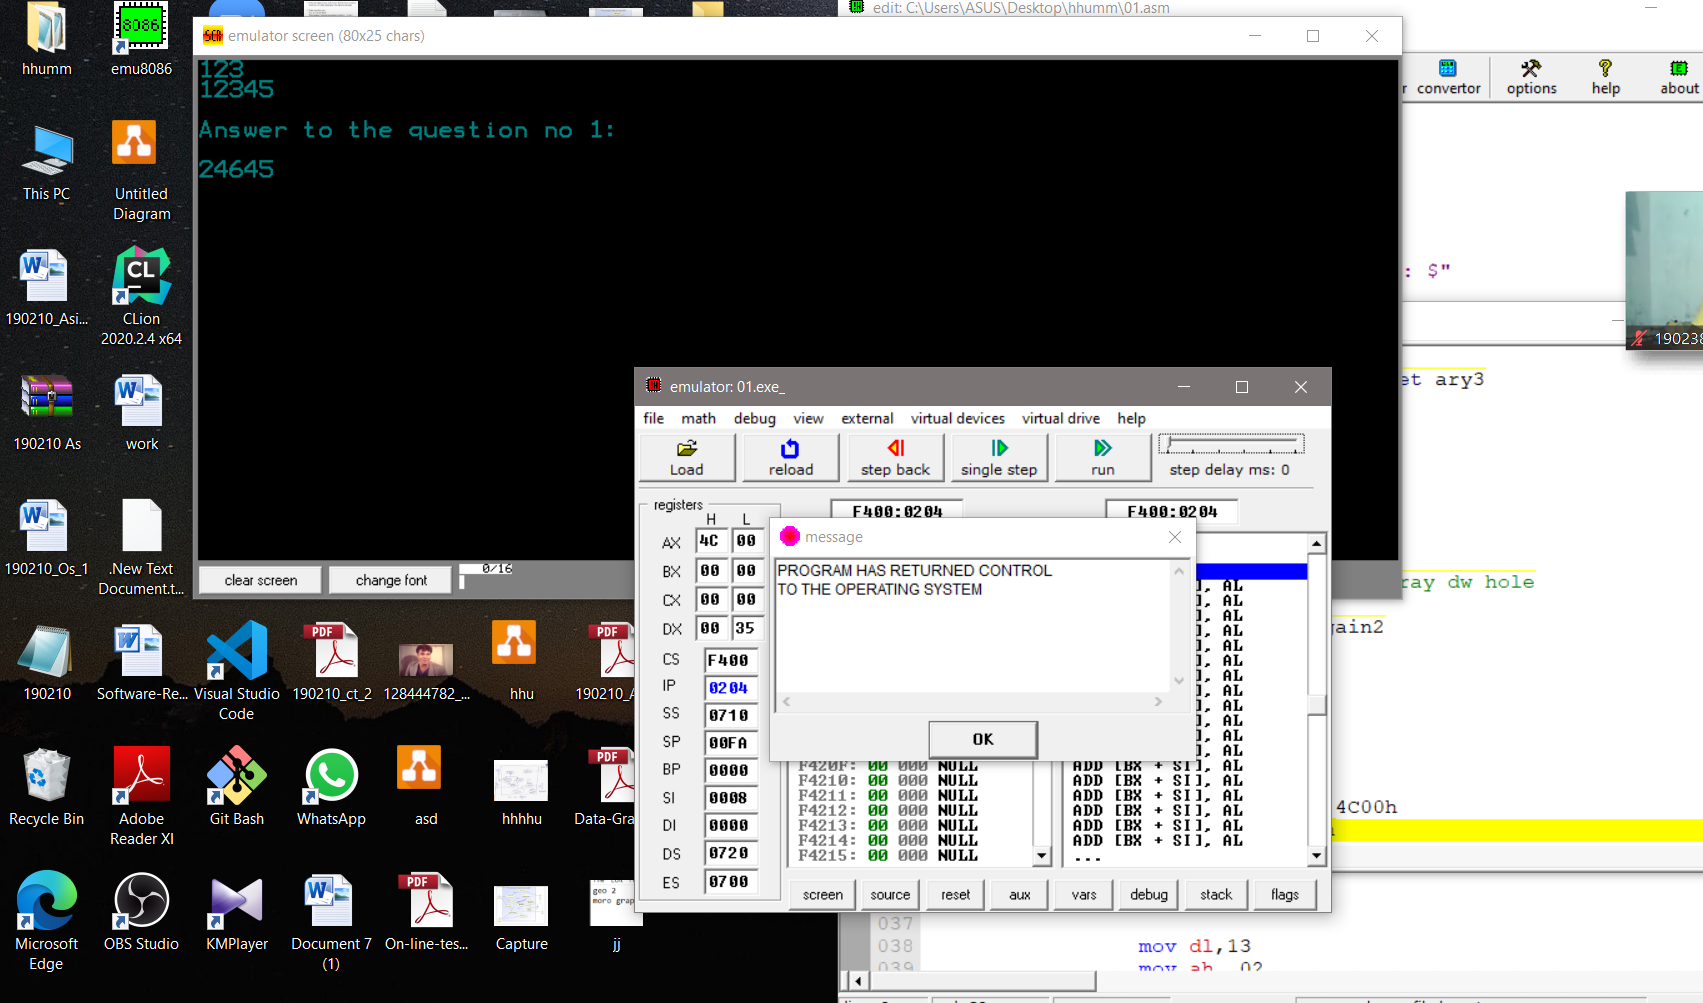 edit: C:\Users\ASUS\Desktop\hhumm\01.asm
convertor
options
help
about
: $"
190238
et ary3
ray dw hole
gain2
4C00h
037
038 mov dl,13
039 mov ah, 02
emulator screen (80x25 chars)
123
12345
Answer to the question no 1:
24645
clear screen
change font
0/16
emulator: 01.exe_
file math debug view external virtual devices virtual drive help
Load reload step back single step run step delay ms: 0
registers
F400:0204
F400:0204
H L
AX 4C 00
BX 00 00
CX 00 00
DX 00 35
CS F400
IP 0204
SS 0710
SP 00FA
BP 0000
SI 0008
DI 0000
DS 0720
ES 0700
message
PROGRAM HAS RETURNED CONTROL
TO THE OPERATING SYSTEM
OK
], AL
], AL
], AL
], AL
], AL
], AL
], AL
], AL
], AL
], AL
], AL
], AL
F420F: 00 000 NULL ADD [BX + SI], AL
F4210: 00 000 NULL ADD [BX + SI], AL
F4211: 00 000 NULL ADD [BX + SI], AL
F4212: 00 000 NULL ADD [BX + SI], AL
F4213: 00 000 NULL ADD [BX + SI], AL
F4214: 00 000 NULL ADD [BX + SI], AL
F4215: 00 000 NULL ...
screen source reset aux vars debug stack flags
hhumm
8086
emu8086
This PC
Untitled
Diagram
190210_Asi...
CL
CLion
2020.2.4 x64
190210 As
work
190210_Os_1
.New Text
Document.t...
190210
Software-Re...
Visual Studio
Code
PDF
190210_ct_2
128444782_...
hhu
PDF
190210_A
Recycle Bin
Adobe
Reader XI
Git Bash
WhatsApp
asd
hhhhu
PDF
Data-Gra
Microsoft
Edge
OBS Studio
KMPlayer
Document 7
(1)
PDF
On-line-tes...
Capture
geo 2
moro grap
jj